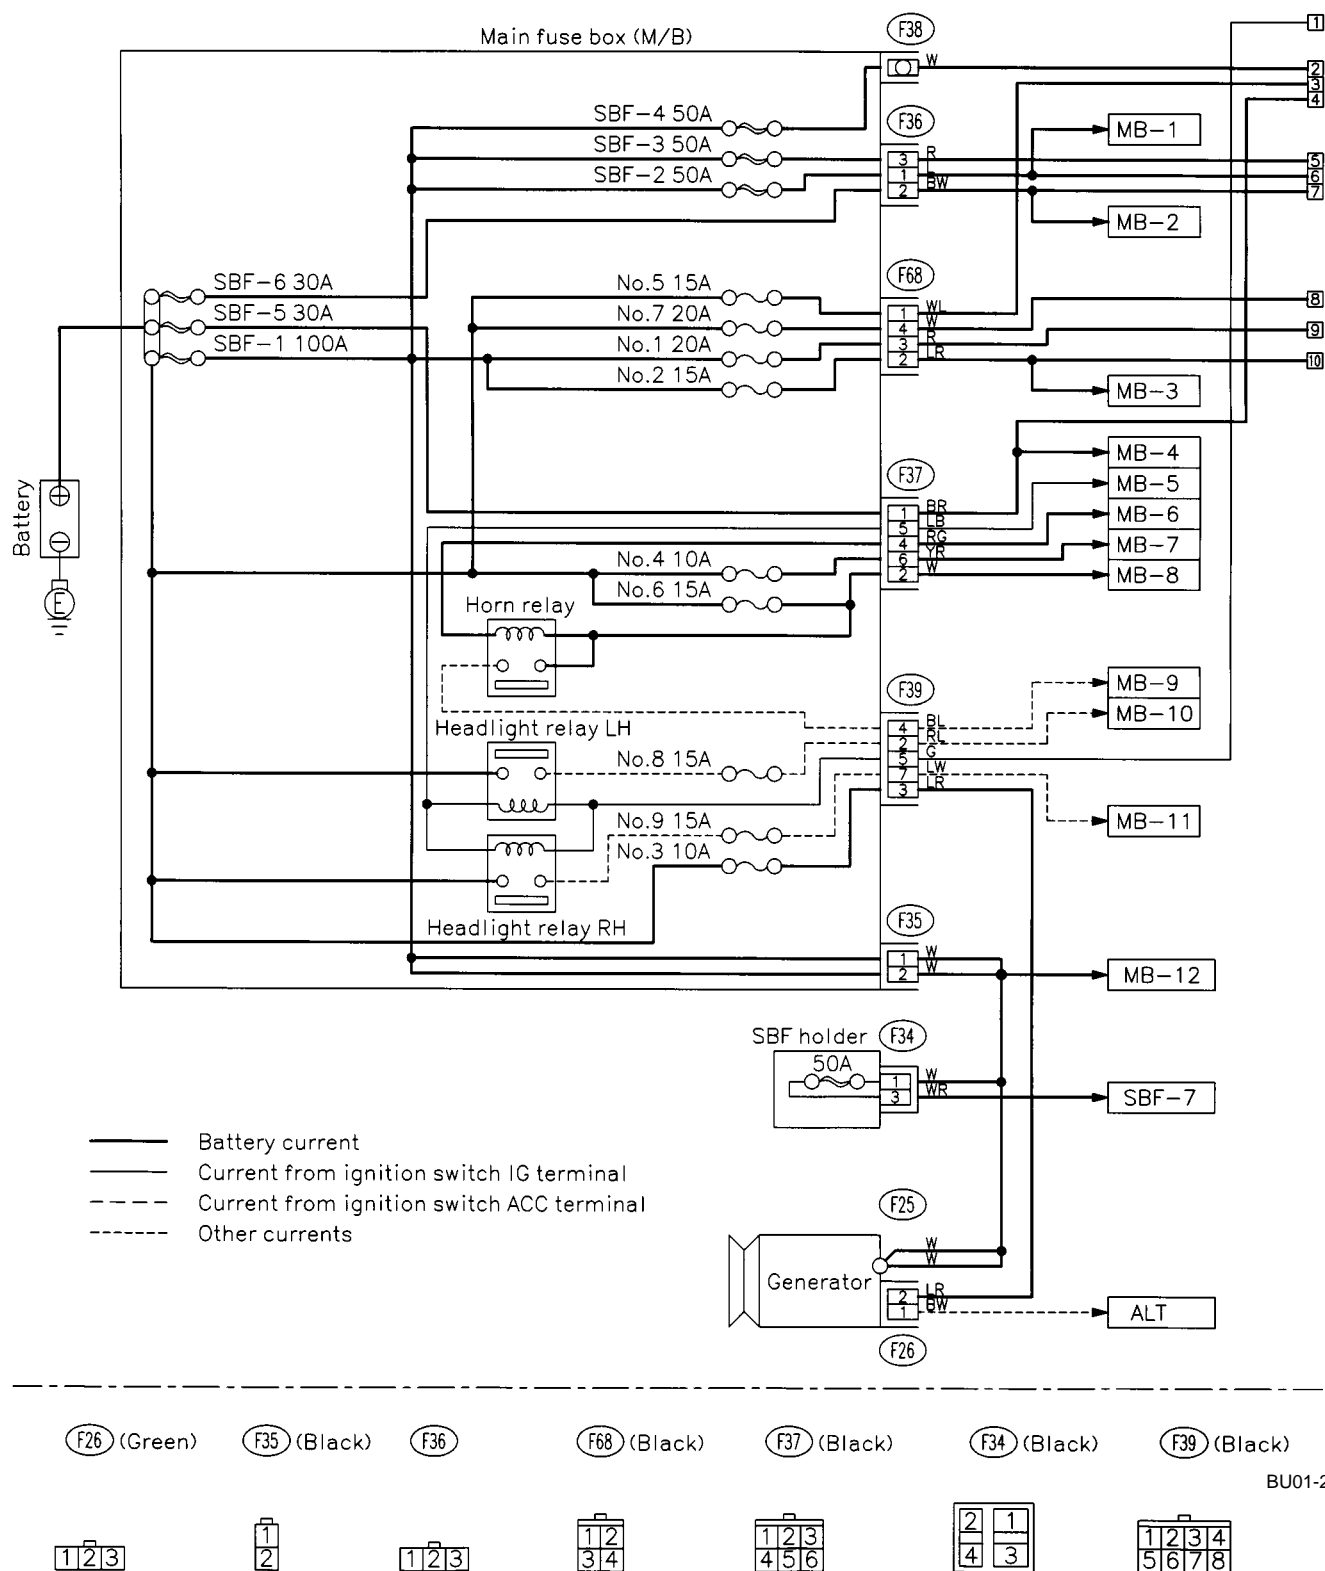 Main fuse box (M/B)
F38
W
1
2
3
4
SBF-4 50A
F36
MB-1
SBF-3 50A
3 R
5
SBF-2 50A
1
6
2 BW
7
MB-2
F68
SBF-6 30A
No.5 15A
1 WL
8
SBF-5 30A
No.7 20A
4 W
9
SBF-1 100A
No.1 20A
3 R
2 LR
10
No.2 15A
MB-3
MB-4
F37
MB-5
Battery
1 BR
MB-6
5 LB
4 RG
MB-7
No.4 10A
6 YR
2 W
MB-8
No.6 15A
E
Horn relay
F39
MB-9
MB-10
Headlight relay LH
4 BL
2 RL
No.8 15A
5 G
7 LW
3 LR
No.9 15A
MB-11
No.3 10A
Headlight relay RH
F35
1 W
2 W
MB-12
SBF holder
F34
50A
1 W
3 WR
SBF-7
Battery current
Current from ignition switch IG terminal
Current from ignition switch ACC terminal
Other currents
F25
W
W
Generator
2 LR
1 BW
ALT
F26
F26 (Green)
F35 (Black)
F36
F68 (Black)
F37 (Black)
F34 (Black)
F39 (Black)
BU01-2
1 2 3
1
2
1 2 3
1 2
3 4
1 2 3
4 5 6
2 1
4 3
1 2 3 4
5 6 7 8